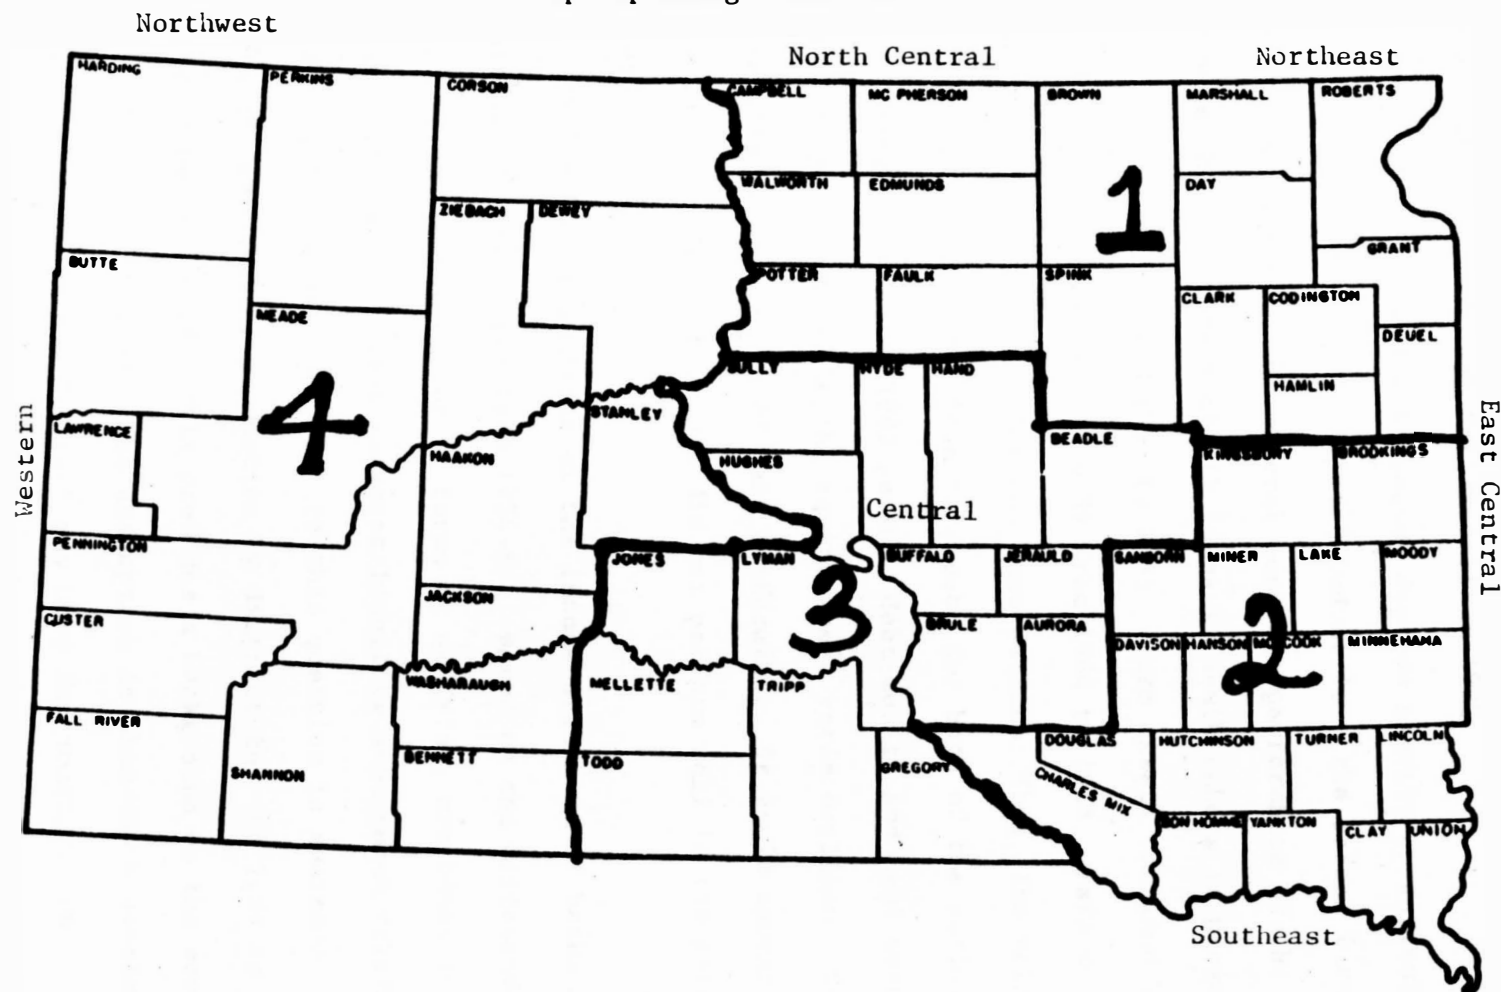 Northwest
North Central
Northeast
HARDING
PERKINS
CORSON
CAMPBELL
MC PHERSON
BROWN
MARSHALL
ROBERTS
WALWORTH
EDMUNDS
DAY
1
ZIEBACH
DEWEY
GRANT
BUTTE
POTTER
FAULK
SPINK
CLARK
CODINGTON
MEADE
DEUEL
SULLY
HYDE
HAND
HAMLIN
4
STANLEY
LAWRENCE
Western
HAAKON
HUGHES
BEADLE
KINGSBURY
BROOKINGS
East Central
Central
PENNINGTON
JONES
LYMAN
BUFFALO
JERAULD
SANBORN
MINER
LAKE
MOODY
JACKSON
3
2
CUSTER
BRULE
AURORA
DAVISON
HANSON
MC COOK
MINNEHAHA
WASHABAUGH
MELLETTE
TRIPP
FALL RIVER
SHANNON
BENNETT
TODD
GREGORY
DOUGLAS
HUTCHINSON
TURNER
LINCOLN
CHARLES MIX
BON HOMME
YANKTON
CLAY
UNION
Southeast